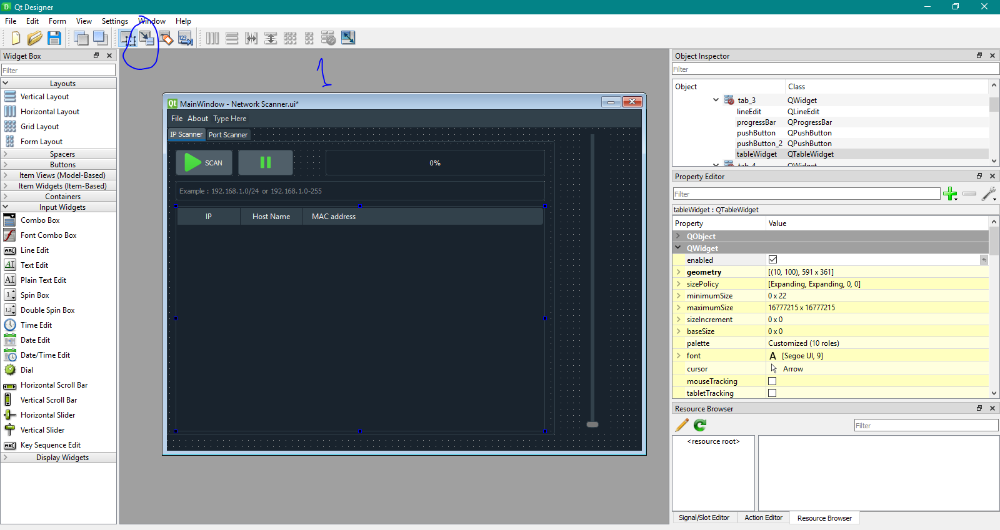 Qt Designer
File Edit Form View Settings Window Help
Widget Box
Filter
Layouts
Vertical Layout
Horizontal Layout
Grid Layout
Form Layout
Spacers
Buttons
Item Views (Model-Based)
Item Widgets (Item-Based)
Containers
Input Widgets
Combo Box
Font Combo Box
Line Edit
Text Edit
Plain Text Edit
Spin Box
Double Spin Box
Time Edit
Date Edit
Date/Time Edit
Dial
Horizontal Scroll Bar
Vertical Scroll Bar
Horizontal Slider
Vertical Slider
Key Sequence Edit
Display Widgets
1
MainWindow - Network Scanner.ui*
File About Type Here
IP Scanner Port Scanner
SCAN
0%
Example : 192.168.1.0/24 or 192.168.1.0-255
IP Host Name MAC address
Object Inspector
Filter
Object Class
tab_3 QWidget
lineEdit QLineEdit
progressBar QProgressBar
pushButton QPushButton
pushButton_2 QPushButton
tableWidget QTableWidget
tab_4 QWidget
Property Editor
Filter
tableWidget : QTableWidget
Property Value
QObject
QWidget
enabled
geometry [(10, 100), 591 x 361]
sizePolicy [Expanding, Expanding, 0, 0]
minimumSize 0 x 22
maximumSize 16777215 x 16777215
sizeIncrement 0 x 0
baseSize 0 x 0
palette Customized (10 roles)
font A [Segoe UI, 9]
cursor Arrow
mouseTracking
tabletTracking
Resource Browser
Filter
<resource root>
Signal/Slot Editor Action Editor Resource Browser